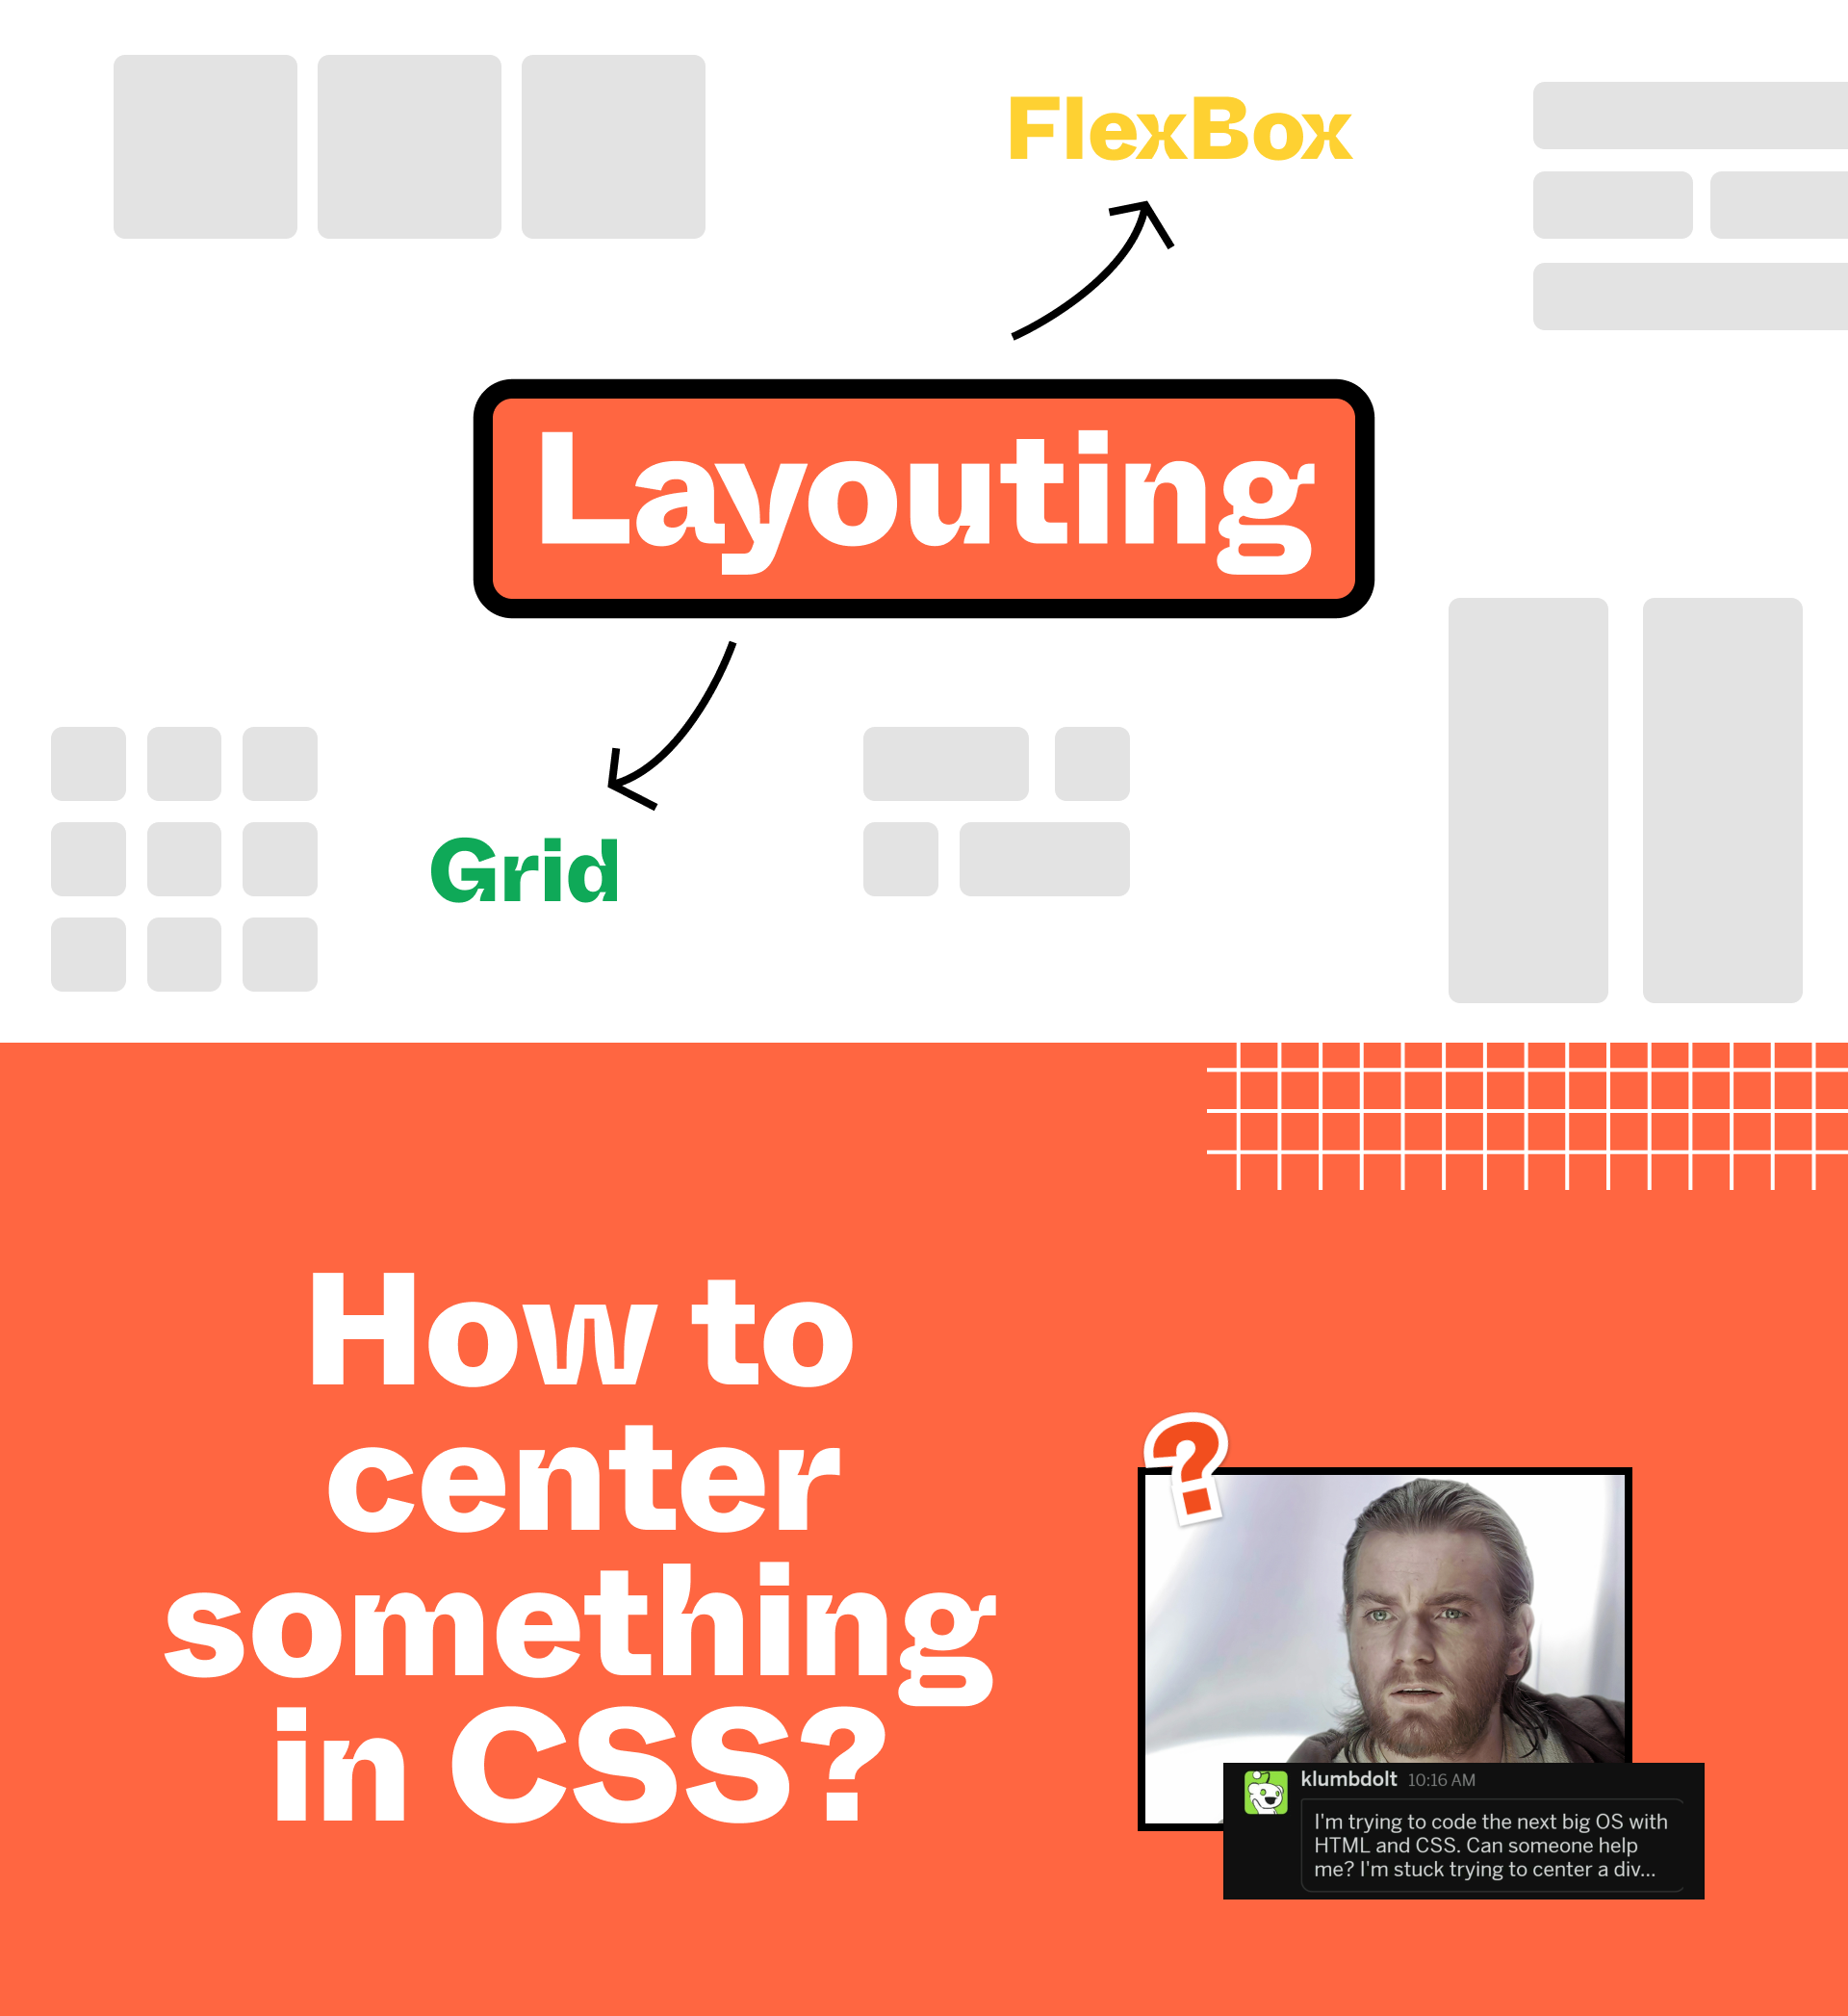 FlexBox
Layouting
Grid
How to
center
something
in CSS?
?
klumbdolt 10:16 AM
I'm trying to code the next big OS with
HTML and CSS. Can someone help
me? I'm stuck trying to center a div...